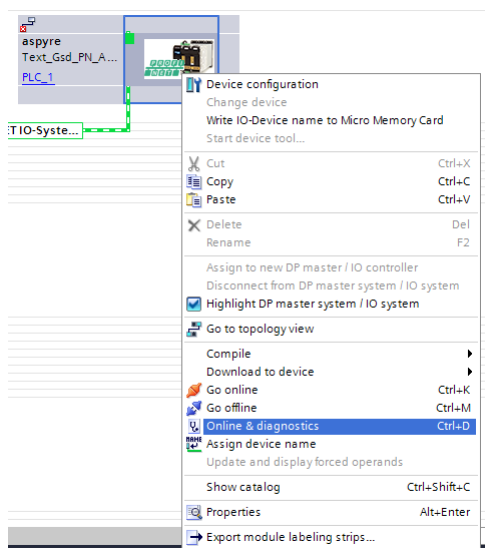 aspyre
Text_Gsd_PN_A...
PLC_1
PROFI
NET
ET IO-Syste...
Device configuration
Change device
Write IO-Device name to Micro Memory Card
Start device tool...
Cut Ctrl+X
Copy Ctrl+C
Paste Ctrl+V
Delete Del
Rename F2
Assign to new DP master / IO controller
Disconnect from DP master system / IO system
Highlight DP master system / IO system
Go to topology view
Compile
Download to device
Go online Ctrl+K
Go offline Ctrl+M
Online & diagnostics Ctrl+D
NAME
Assign device name
Update and display forced operands
Show catalog Ctrl+Shift+C
Properties Alt+Enter
Export module labeling strips...